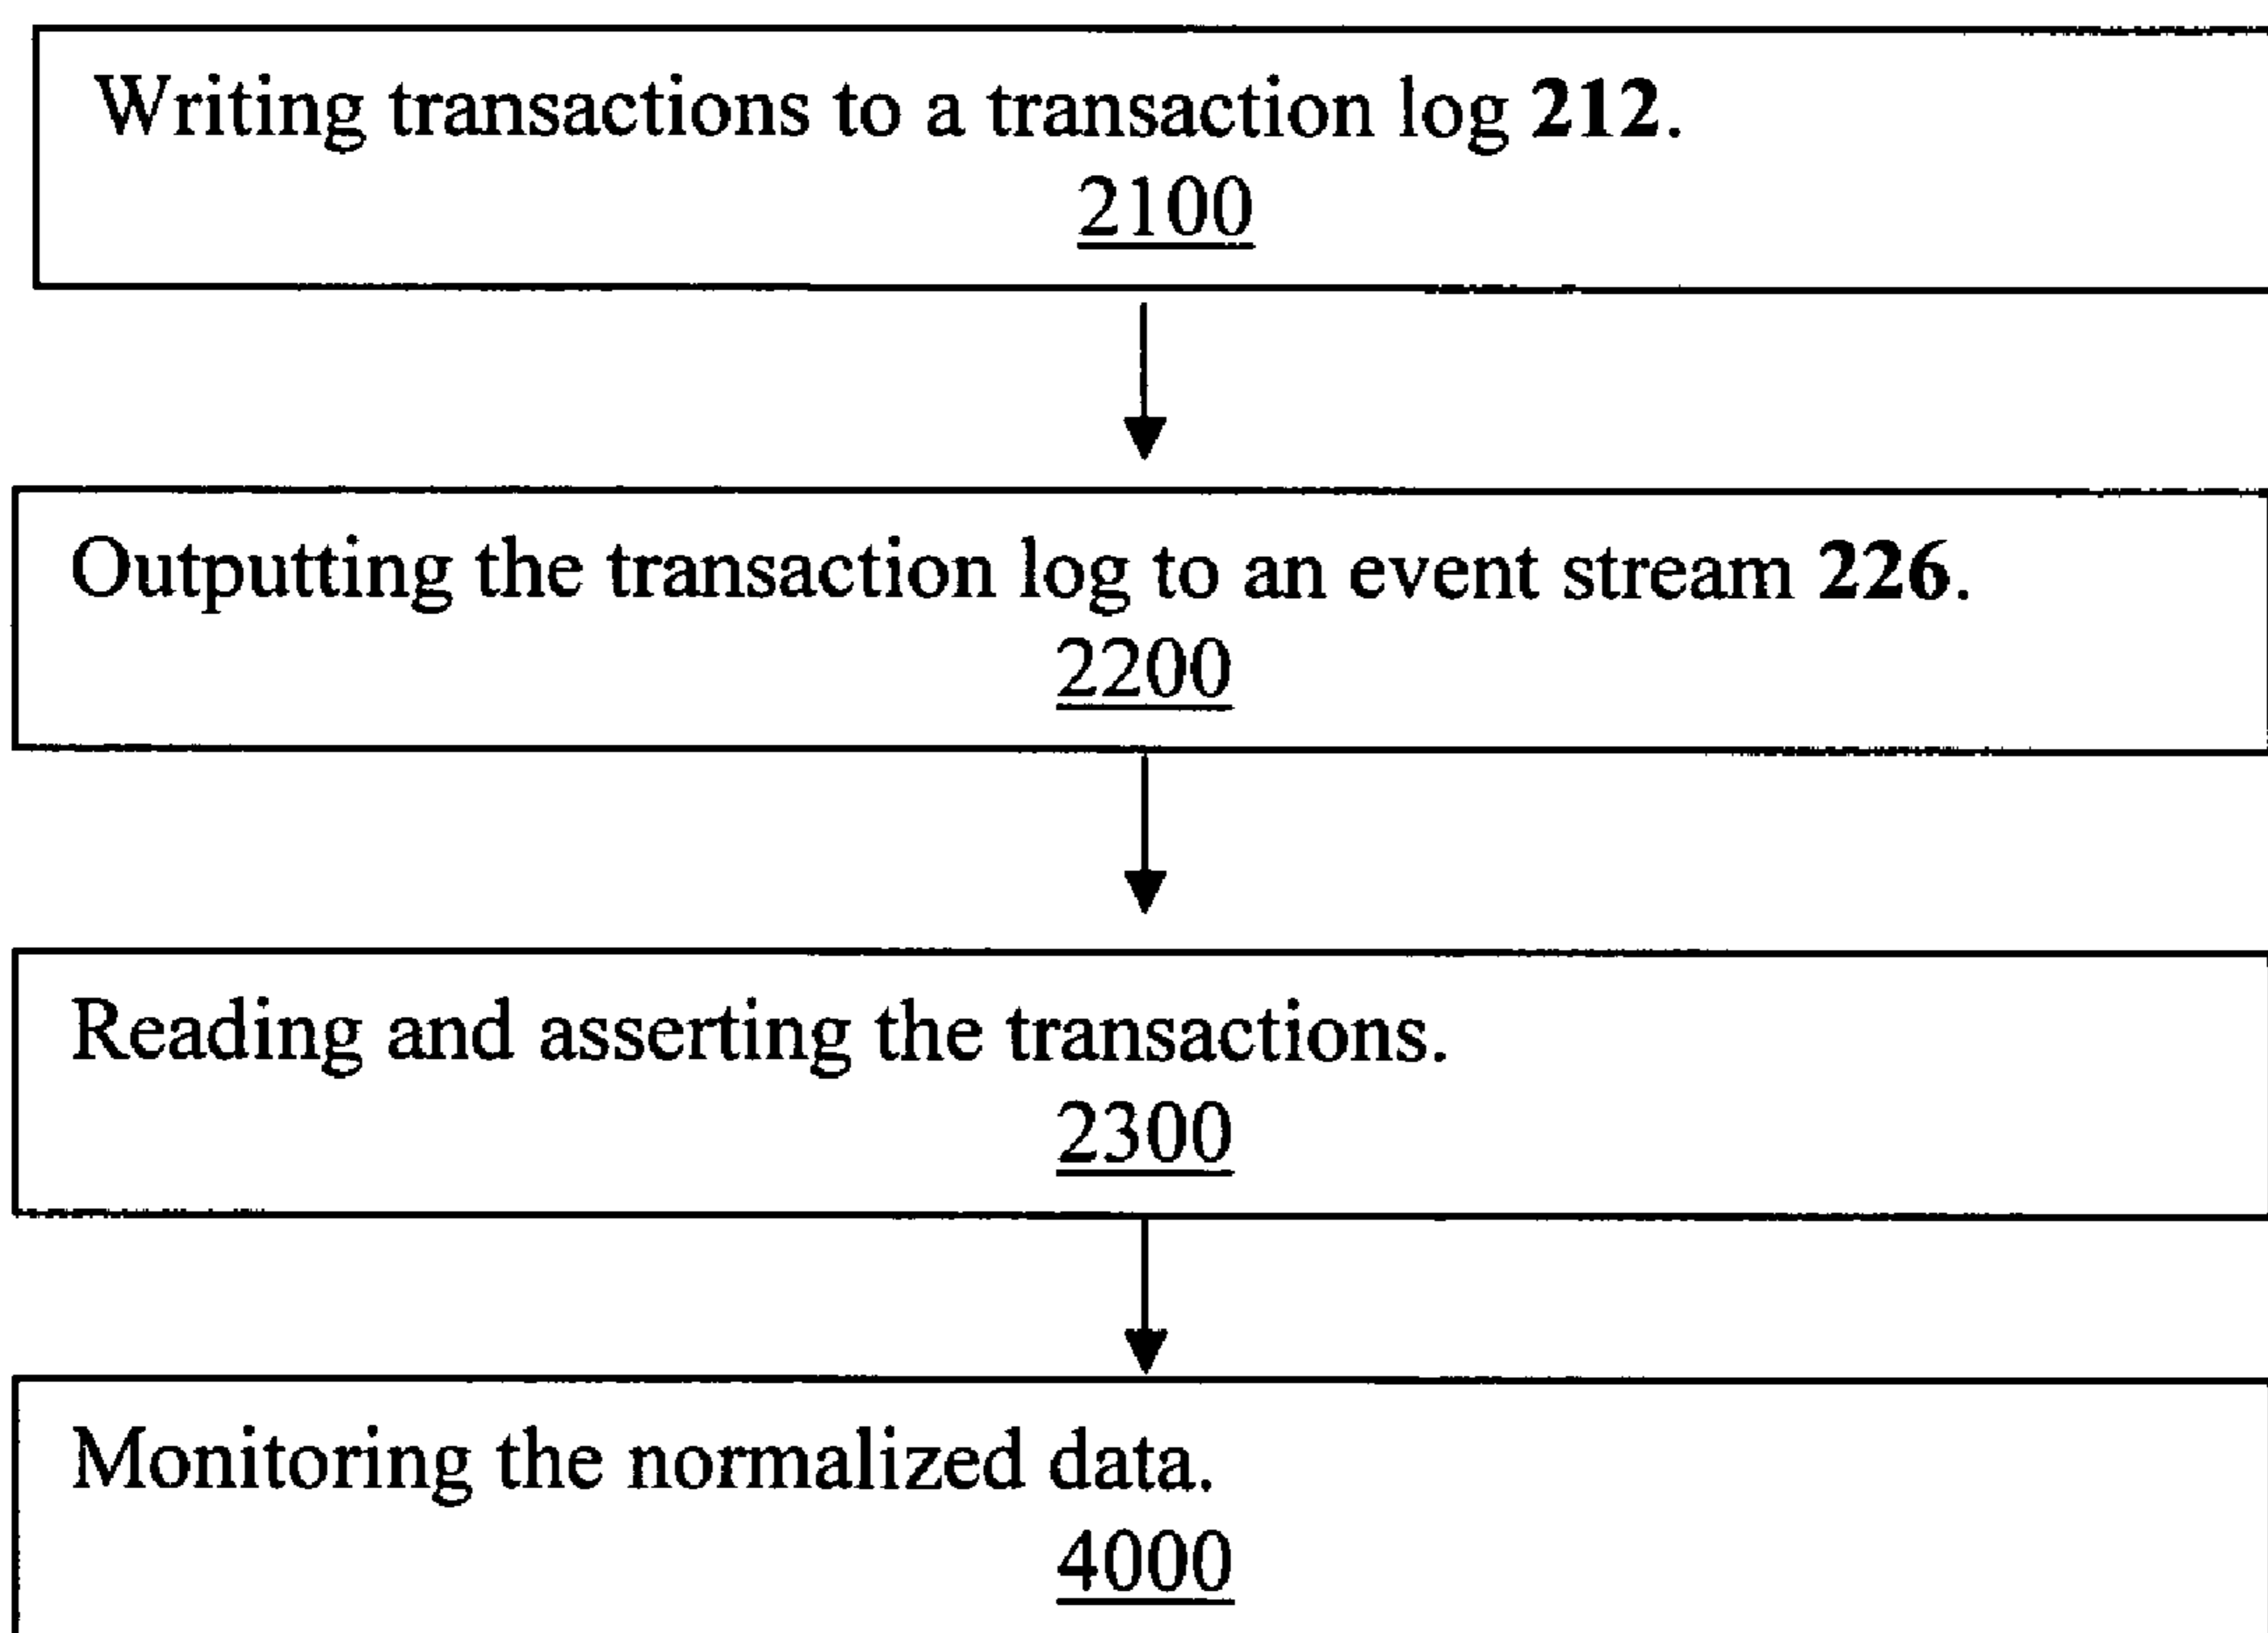 Writing transactions to a transaction log 212.
2100
Outputting the transaction log to an event stream 226.
2200
Reading and asserting the transactions.
2300
Monitoring the normalized data.
4000